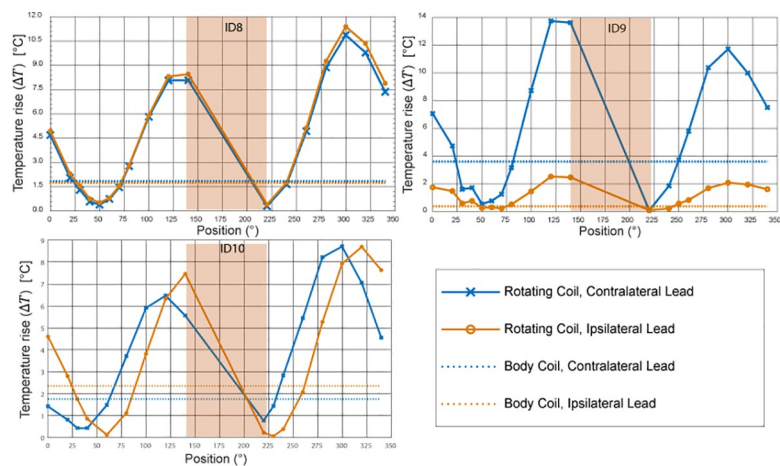 ID8
Temperature rise (ΔT) [°C]
12.0
10.5
9.0
7.5
6.0
4.5
3.0
1.5
0.0
0 25 50 75 100 125 150 175 200 225 250 275 300 325 350
Position (°)
ID9
Temperature rise (ΔT) [°C]
14
12
10
8
6
4
2
0
0 25 50 75 100 125 150 175 200 225 250 275 300 325 350
Position (°)
ID10
Temperature rise (ΔT) [°C]
9
8
7
6
5
4
3
2
1
0
0 25 50 75 100 125 150 175 200 225 250 275 300 325 350
Position (°)
Rotating Coil, Contralateral Lead
Rotating Coil, Ipsilateral Lead
Body Coil, Contralateral Lead
Body Coil, Ipsilateral Lead